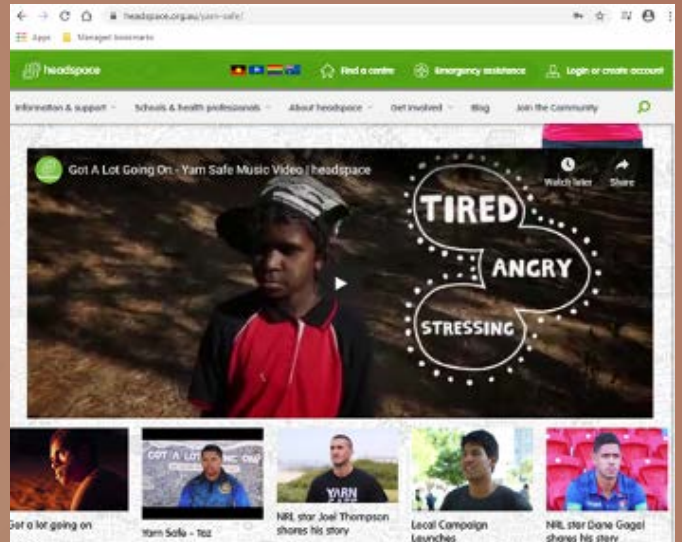 headspace.org.au/yarn-safe/
Apps Managed bookmarks
headspace Find a centre Emergency assistance Login or create account
Information & support Schools & health professionals About headspace Get Involved Blog Join the Community
Got A Lot Going On - Yarn Safe Music Video | headspace
Watch later Share
TIRED
ANGRY
STRESSING
GOT A LOT
YARN
Got a lot going on
Yarn Safe - Taz
NRL star Joel Thompson
shares his story
Local Campaign
Launches
NRL star Dane Gagai
shares his story